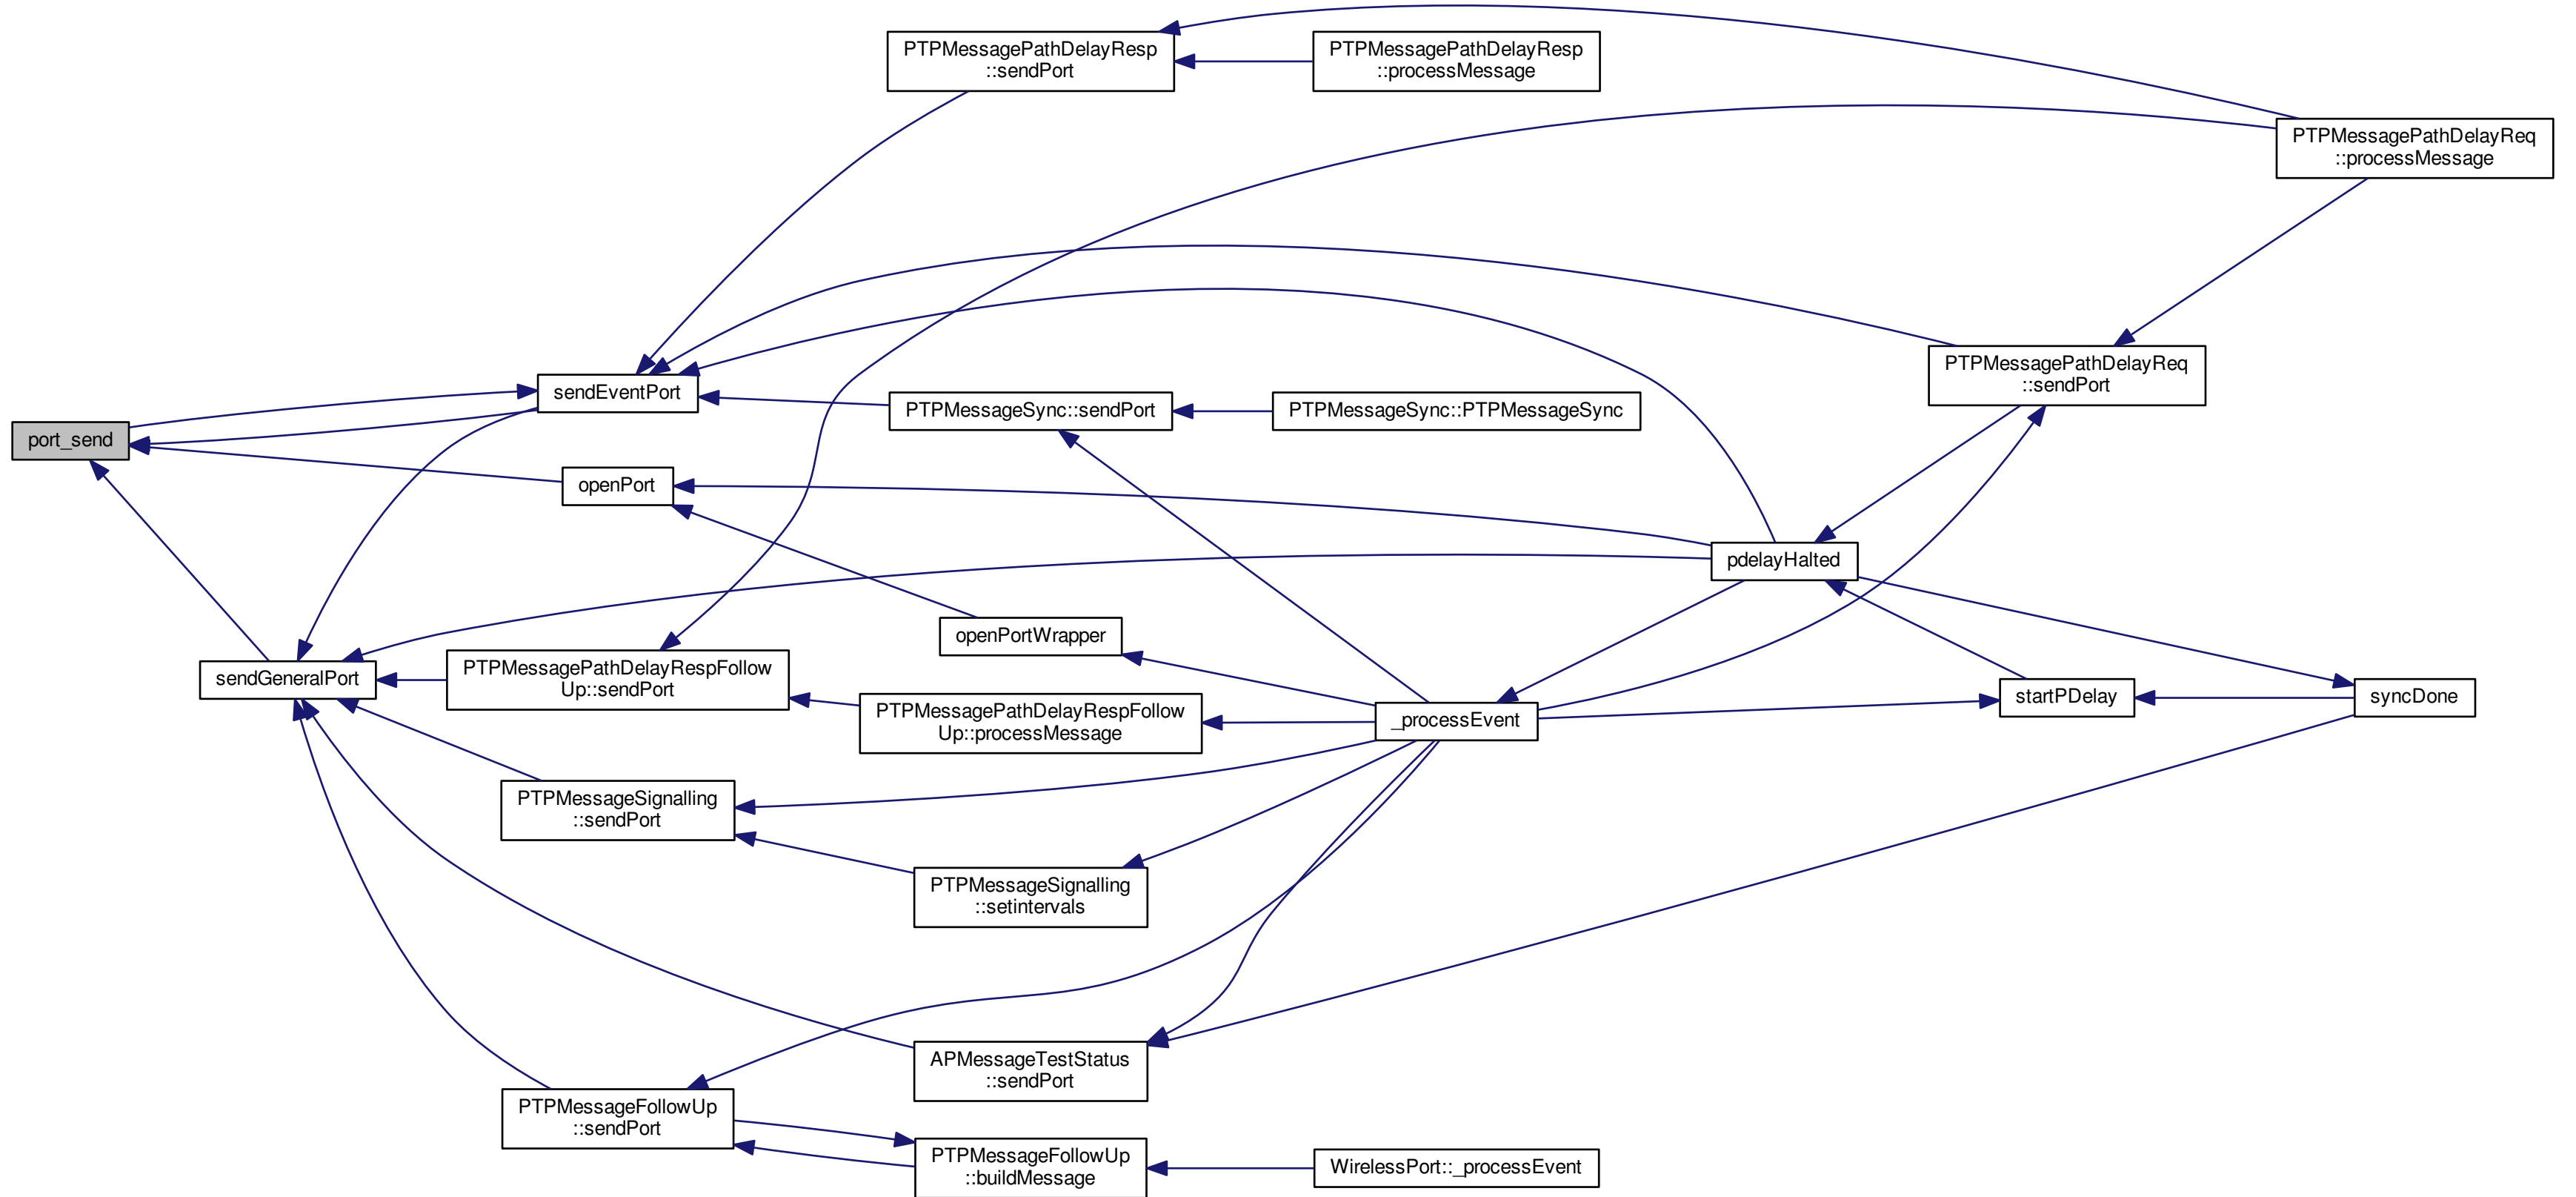 PTPMessagePathDelayResp
::sendPort
PTPMessagePathDelayResp
::processMessage
PTPMessagePathDelayReq
::processMessage
PTPMessagePathDelayReq
::sendPort
sendEventPort
PTPMessageSync::sendPort
PTPMessageSync::PTPMessageSync
port_send
openPort
pdelayHalted
openPortWrapper
sendGeneralPort
PTPMessagePathDelayRespFollow
Up::sendPort
PTPMessagePathDelayRespFollow
Up::processMessage
_processEvent
startPDelay
syncDone
PTPMessageSignalling
::sendPort
PTPMessageSignalling
::setintervals
APMessageTestStatus
::sendPort
PTPMessageFollowUp
::sendPort
PTPMessageFollowUp
::buildMessage
WirelessPort::_processEvent